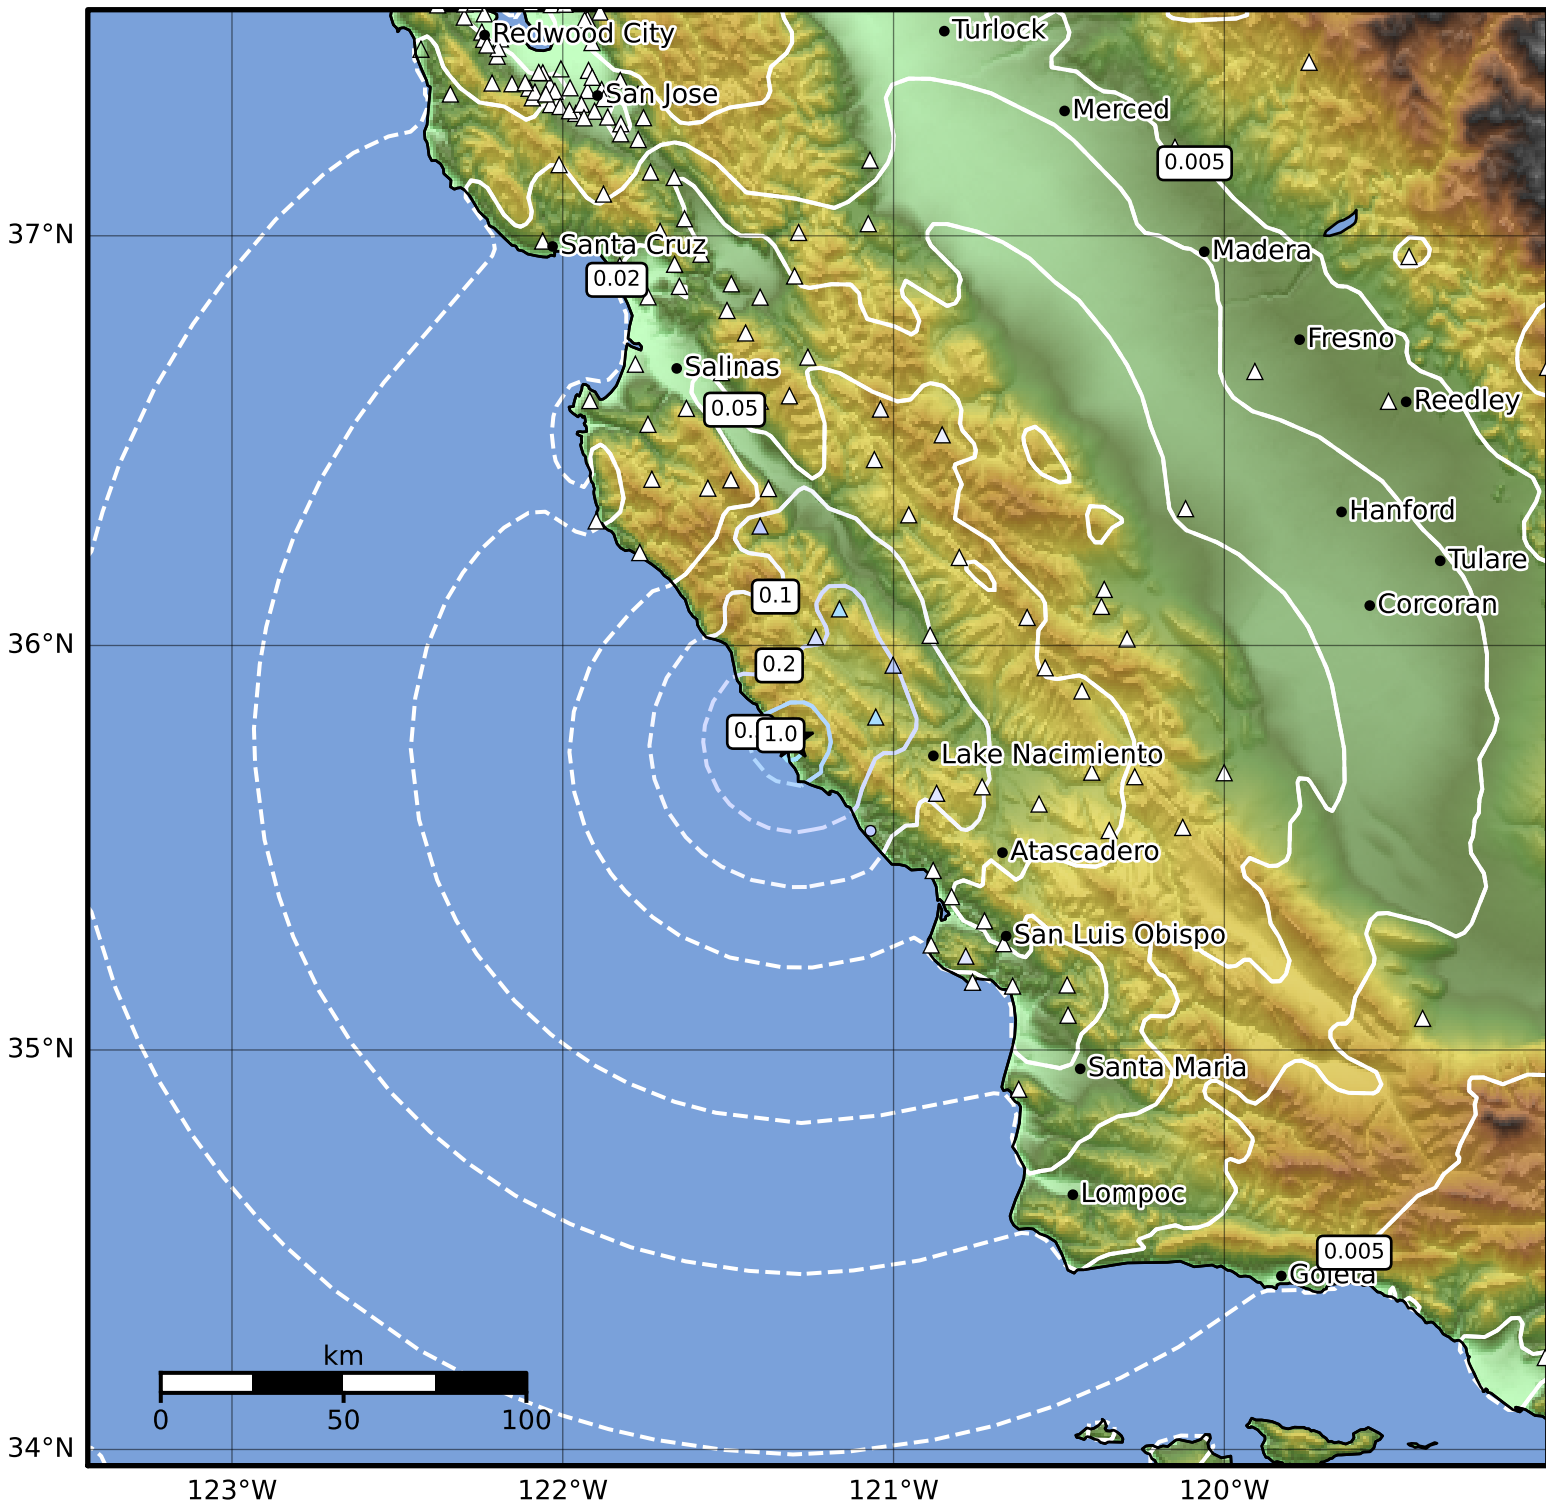 Redwood City
Turlock
San Jose
Merced
0.005
37°N
Santa Cruz
Madera
0.02
Fresno
Salinas
Reedley
0.05
Hanford
Tulare
0.1
Corcoran
36°N
0.2
0.
1.0
Lake Nacimiento
Atascadero
San Luis Obispo
35°N
Santa Maria
Lompoc
0.005
Goleta
km
0 50 100
34°N
123°W 122°W 121°W 120°W